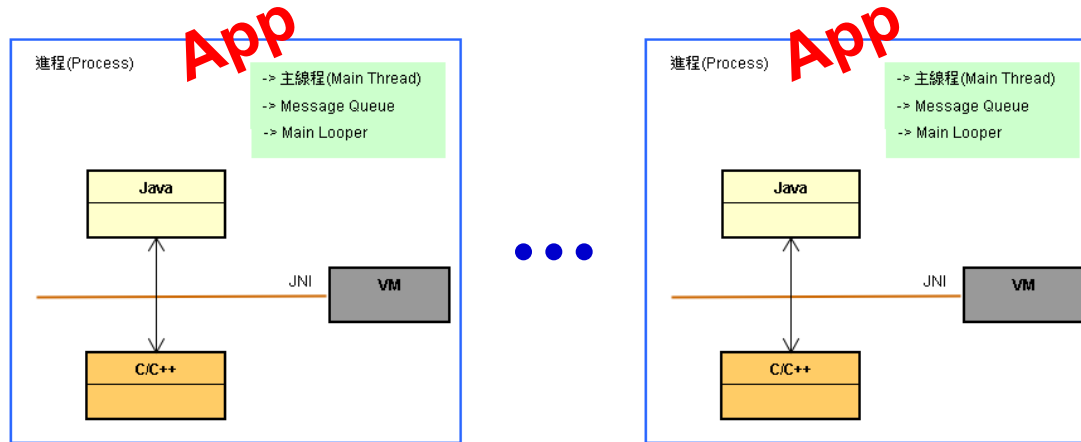 App
進程(Process)
-> 主線程(Main Thread)
-> Message Queue
-> Main Looper
Java
JNI
VM
C/C++
App
進程(Process)
-> 主線程(Main Thread)
-> Message Queue
-> Main Looper
Java
JNI
VM
C/C++